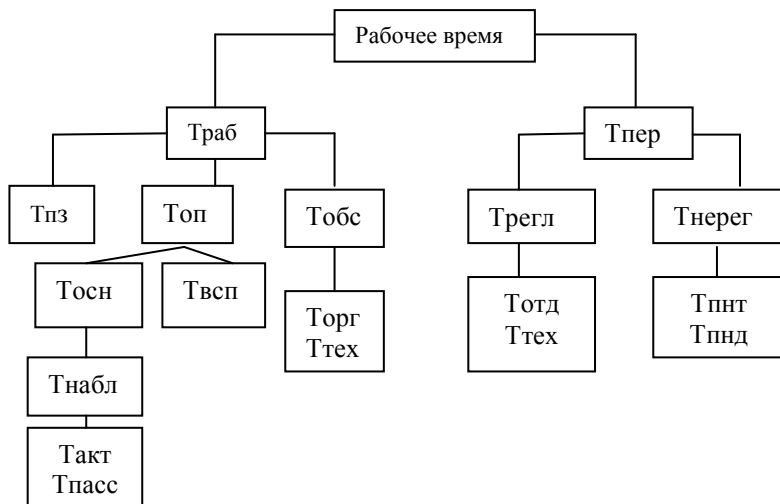 Рабочее время
Траб
Тпер
Тпз
Топ
Тобс
Трегл
Тнерег
Тосн
Твсп
Торг
Ттех
Тотд
Ттех
Тпнт
Тпнд
Тнабл
Такт
Тпасс